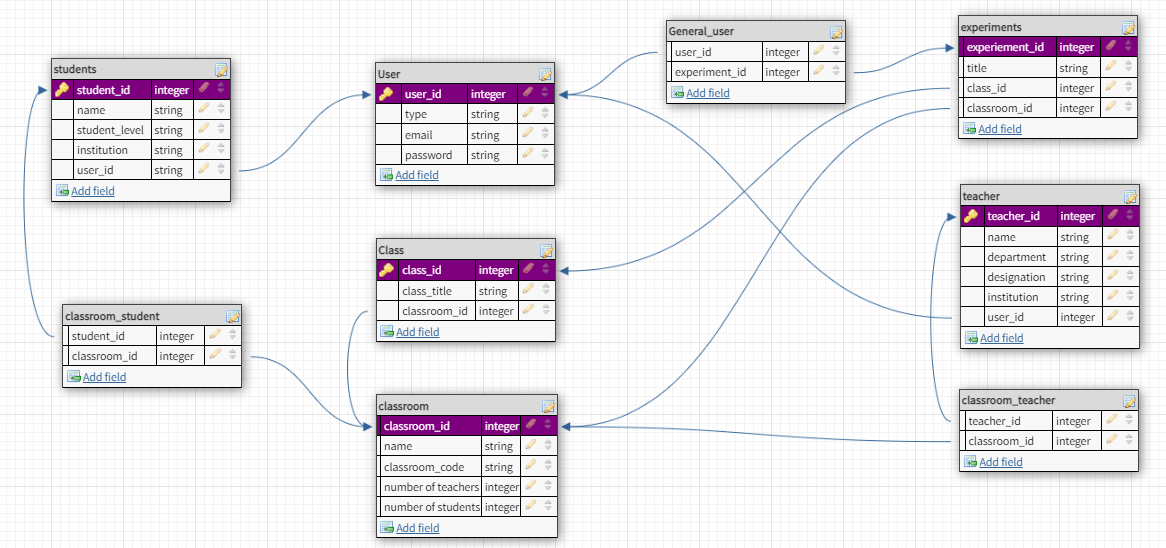 students
student_id integer
name string
student_level string
institution string
user_id string
Add field
User
user_id integer
type string
email string
password string
Add field
General_user
user_id integer
experiment_id integer
Add field
experiments
experiement_id integer
title string
class_id integer
classroom_id integer
Add field
teacher
teacher_id integer
name string
department string
designation string
institution string
user_id integer
Add field
Class
class_id integer
class_title string
classroom_id integer
Add field
classroom_student
student_id integer
classroom_id integer
Add field
classroom
classroom_id integer
name string
classroom_code string
number of teachers integer
number of students integer
Add field
classroom_teacher
teacher_id integer
classroom_id integer
Add field